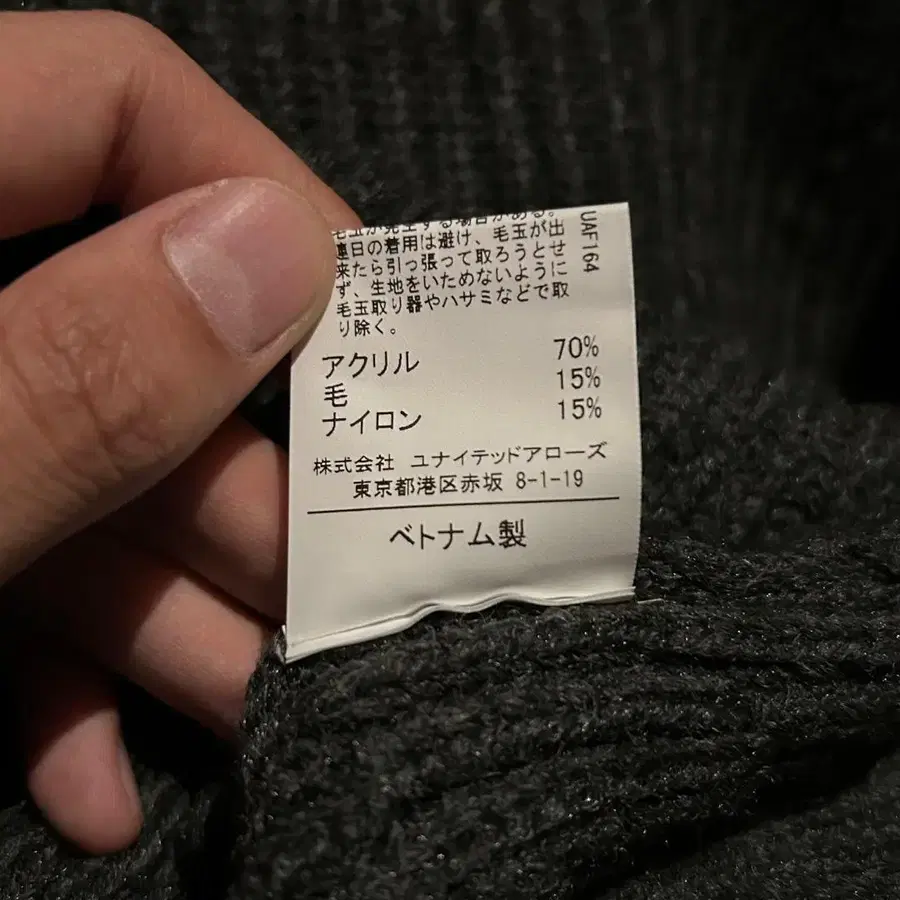 毛玉が発生する場合がある。
連日の着用は避け、毛玉が出
来たら引っ張って取ろうとせ
ず、生地をいためないように
毛玉取り器やハサミなどで取
り除く。
UAF164
アクリル 70%
毛 15%
ナイロン 15%
株式会社 ユナイテッドアローズ
東京都港区赤坂 8-1-19
ベトナム製